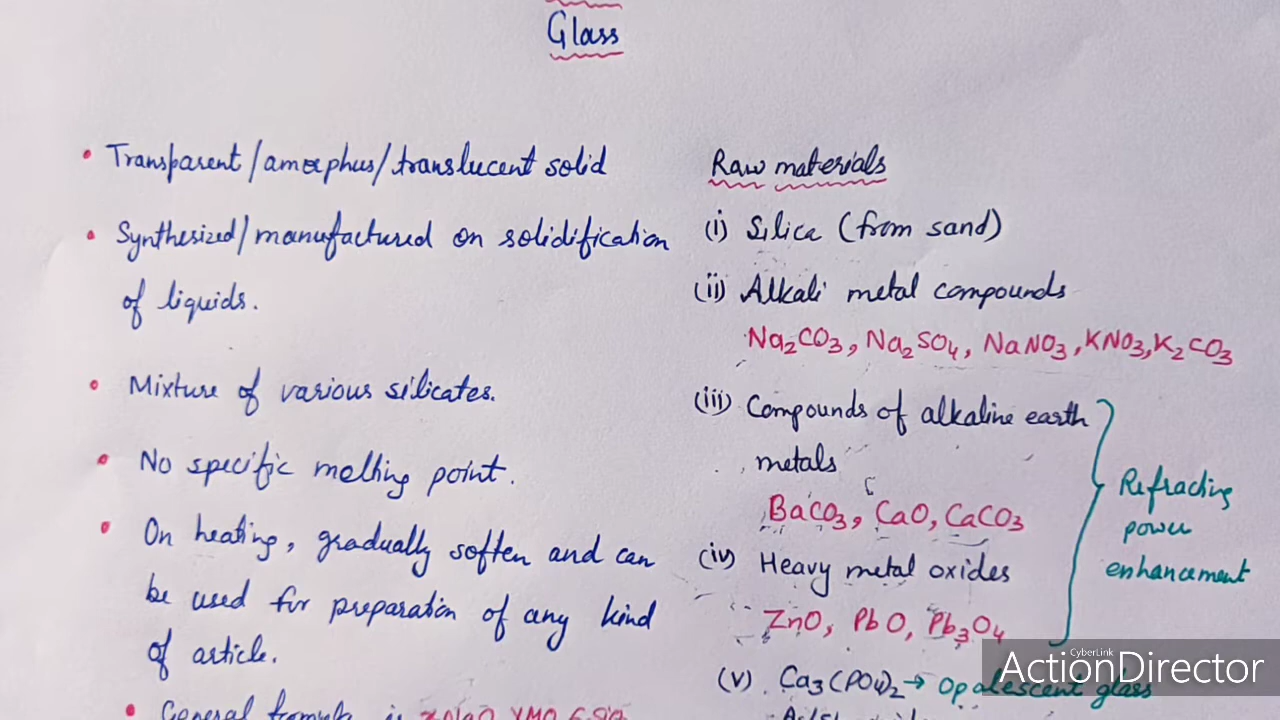 Glass
• Transparent/amorphus/translucent solid
• Synthesized/manufactured on solidification
of liquids.
• Mixture of various silicates.
• No specific melting point.
• On heating, gradually soften and can
be used for preparation of any kind
of article.
• General formula is
Raw materials
(i) Silica (from sand)
(ii) Alkali metal compounds
Na₂CO₃, Na₂SO₄, NaNO₃, KNO₃, K₂CO₃
(iii) Compounds of alkaline earth
metals
BaCO₃, CaO, CaCO₃
(iv) Heavy metal oxides
ZnO, PbO, Pb₃O₄
Refracting
power
enhancement
(v) Ca₃(PO₄)₂ → Opalescent glass
CyberLink
ActionDirector